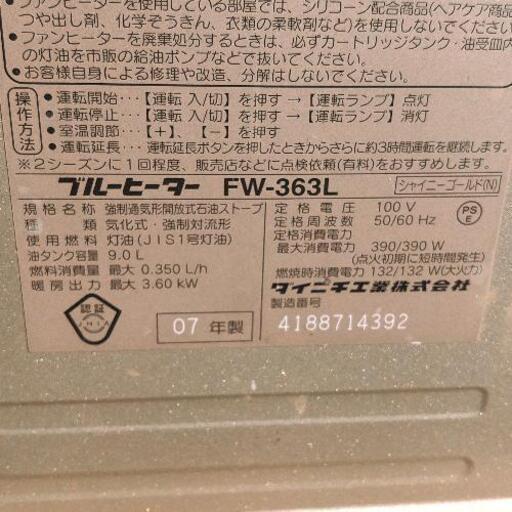 ファンヒーターを使用している部屋では、シリコーン配合商品(ヘアケア商品
つや出し剤、化学ぞうきん、衣類の柔軟剤など)を使用しないでください
●ファンヒーターを廃棄処分するときは、必ずカートリッジタンク・油受皿内
の灯油を市販の給油ポンプなどで抜いてください。
●お客様自身による修理や改造、分解はしないでください。
操作方法
●運転開始…【運転 入/切】を押す → 【運転ランプ】点灯
●運転停止…【運転 入/切】を押す → 【運転ランプ】消灯
●室温調節…【+】、【-】を押す
●運転延長…運転延長ボタンを押したときからさらに約3時間運転を継続します。
※2シーズンに1回程度、販売店などに点検依頼(有料)をおすすめします。
ブルーヒーター FW-363L シャイニーゴールド(N)
規格名称 強制通気形開放式石油ストーブ
種類 気化式・強制対流形
使用燃料 灯油(JIS1号灯油)
油タンク容量 9.0 L
燃料消費量 最大 0.350 L/h
暖房出力 最大 3.60 kW
定格電圧 100 V
定格周波数 50/60 Hz
定格消費電力
最大消費電力 390/390 W
(点火初期に短時間発生)
燃焼時消費電力 132/132 W(大火力)
PSE
ダイニチ工業株式会社
認証
JHIA
07 年製
製造番号
4188714392